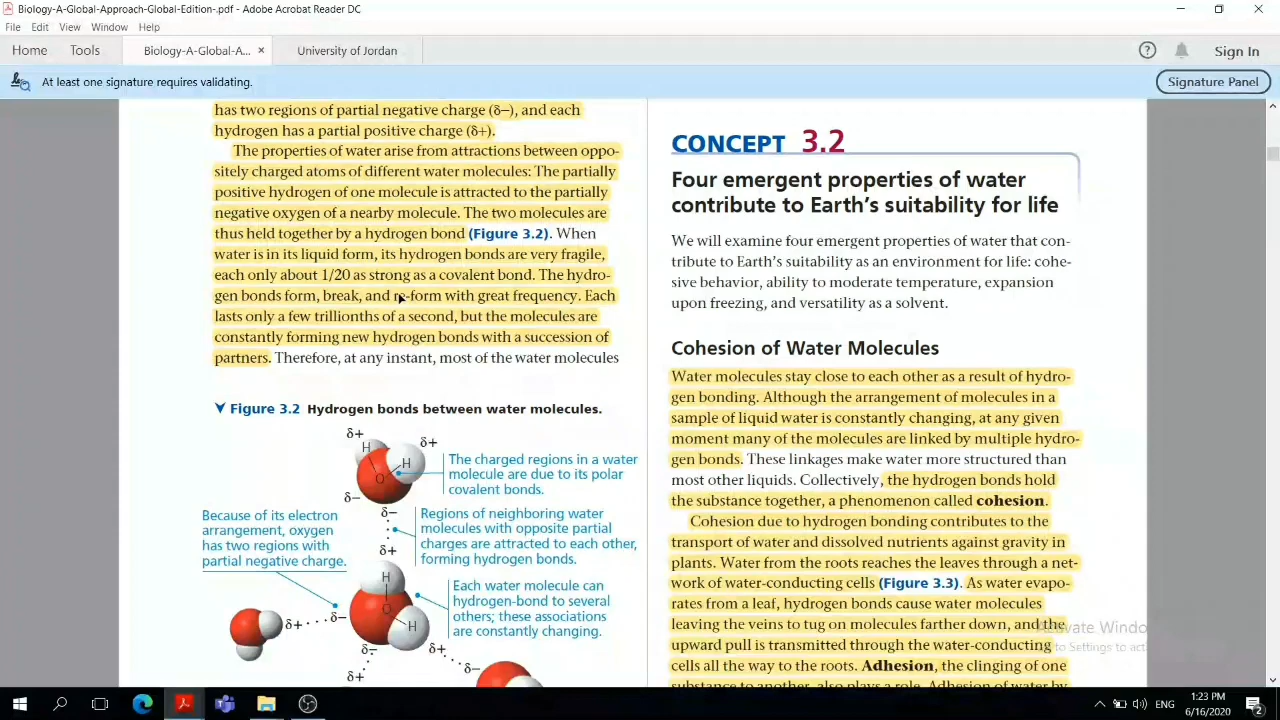 Biology-A-Global-Approach-Global-Edition-.pdf - Adobe Acrobat Reader DC
File Edit View Window Help
Home Tools Biology-A-Global-A... × University of Jordan Sign In
At least one signature requires validating. Signature Panel
has two regions of partial negative charge (δ−), and each
hydrogen has a partial positive charge (δ+).
The properties of water arise from attractions between oppo-
sitely charged atoms of different water molecules: The partially
positive hydrogen of one molecule is attracted to the partially
negative oxygen of a nearby molecule. The two molecules are
thus held together by a hydrogen bond (Figure 3.2). When
water is in its liquid form, its hydrogen bonds are very fragile,
each only about 1/20 as strong as a covalent bond. The hydro-
gen bonds form, break, and re-form with great frequency. Each
lasts only a few trillionths of a second, but the molecules are
constantly forming new hydrogen bonds with a succession of
partners. Therefore, at any instant, most of the water molecules
Figure 3.2 Hydrogen bonds between water molecules.
δ+
H
δ+
H
O
δ−
The charged regions in a water
molecule are due to its polar
covalent bonds.
δ−
δ+
Regions of neighboring water
molecules with opposite partial
charges are attracted to each other,
forming hydrogen bonds.
Because of its electron
arrangement, oxygen
has two regions with
partial negative charge.
H
O
H
Each water molecule can
hydrogen-bond to several
others; these associations
are constantly changing.
δ+ δ−
δ− δ+
δ−
δ+
CONCEPT 3.2
Four emergent properties of water
contribute to Earth’s suitability for life
We will examine four emergent properties of water that con-
tribute to Earth’s suitability as an environment for life: cohe-
sive behavior, ability to moderate temperature, expansion
upon freezing, and versatility as a solvent.
Cohesion of Water Molecules
Water molecules stay close to each other as a result of hydro-
gen bonding. Although the arrangement of molecules in a
sample of liquid water is constantly changing, at any given
moment many of the molecules are linked by multiple hydro-
gen bonds. These linkages make water more structured than
most other liquids. Collectively, the hydrogen bonds hold
the substance together, a phenomenon called cohesion.
Cohesion due to hydrogen bonding contributes to the
transport of water and dissolved nutrients against gravity in
plants. Water from the roots reaches the leaves through a net-
work of water-conducting cells (Figure 3.3). As water evapo-
rates from a leaf, hydrogen bonds cause water molecules
leaving the veins to tug on molecules farther down, and the
upward pull is transmitted through the water-conducting
cells all the way to the roots. Adhesion, the clinging of one
substance to another, also plays a role. Adhesion of water by
to Settings to
ENG
1:23 PM
6/16/2020
2